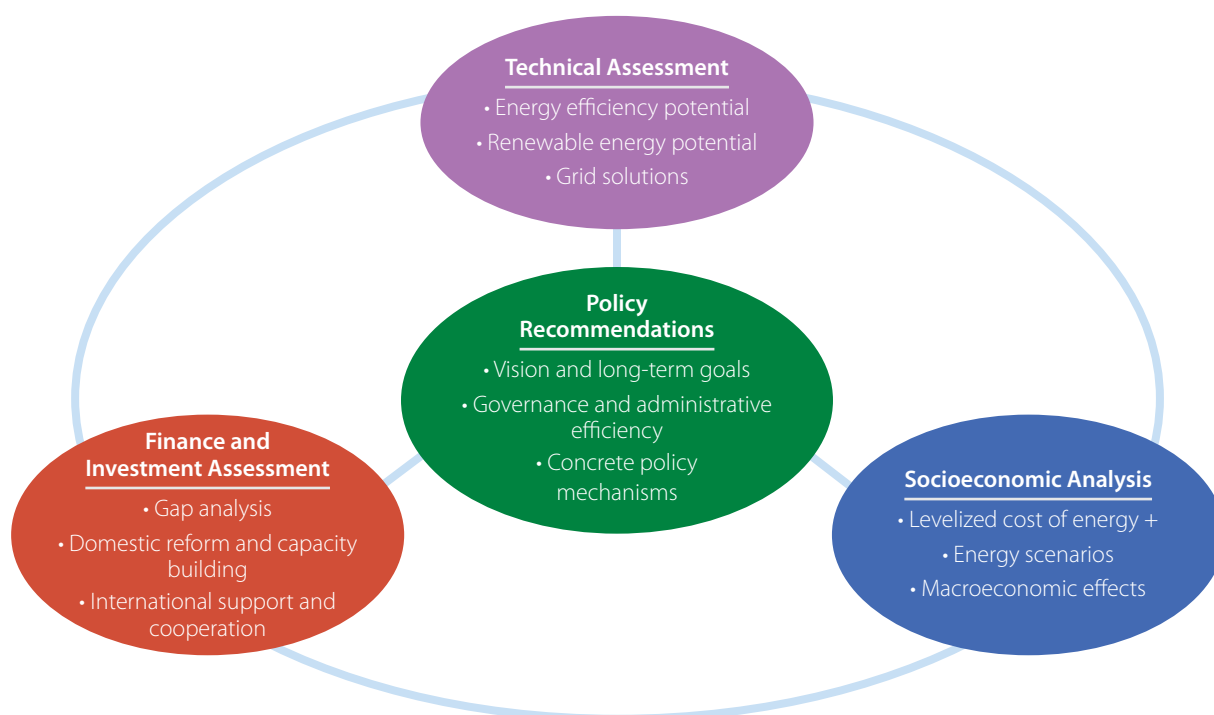 Technical Assessment
• Energy efficiency potential
• Renewable energy potential
• Grid solutions
Policy
Recommendations
• Vision and long-term goals
• Governance and administrative
efficiency
• Concrete policy
mechanisms
Finance and
Investment Assessment
• Gap analysis
• Domestic reform and capacity
building
• International support and
cooperation
Socioeconomic Analysis
• Levelized cost of energy +
• Energy scenarios
• Macroeconomic effects